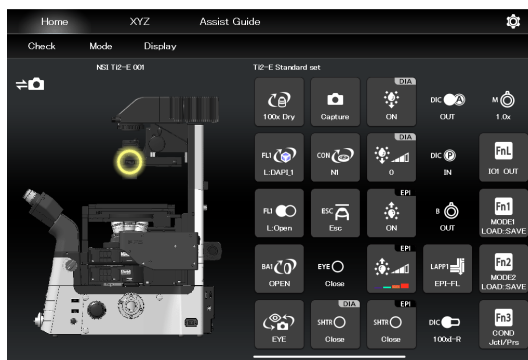 Home XYZ Assist Guide
Check Mode Display
NSI Ti2-E 001
Ti2-E Standard set
100x Dry
Capture
DIA
ON
DIC A
OUT
M
1.0x
FL1
L:DAPI_1
CON
N1
DIA
0
DIC P
IN
FnL
IO1 OUT
FL1
L:Open
ESC
Esc
EPI
ON
B
OUT
Fn1
MODE1
LOAD::SAVE
BA1
OPEN
EYE
Close
EPI
LAPP1
EPI-FL
Fn2
MODE2
LOAD::SAVE
EYE
DIA
SHTR
Close
EPI
SHTR
Close
DIC
100xI-R
Fn3
COND
Jctl/Prs